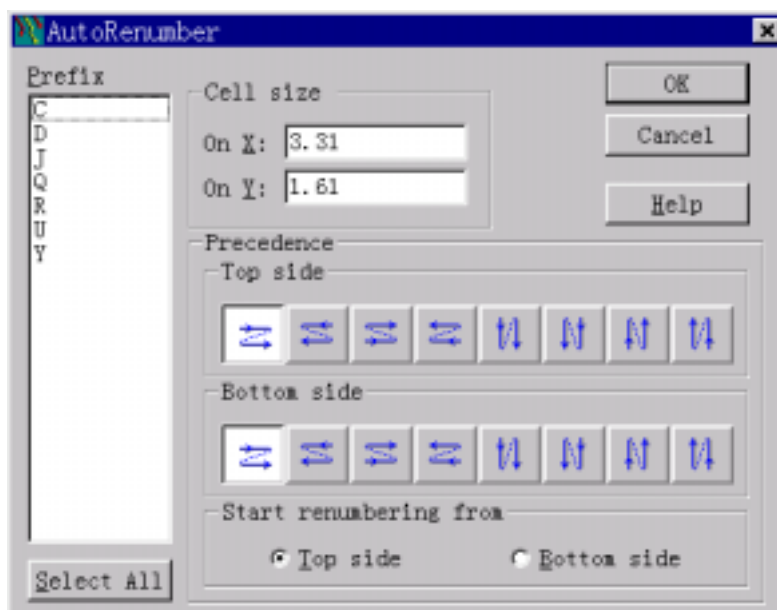 AutoRenumber
Prefix
C
D
J
Q
R
U
Y
Select All
Cell size
On X: 3.31
On Y: 1.61
OK
Cancel
Help
Precedence
Top side
Bottom side
Start renumbering from
Top side
Bottom side